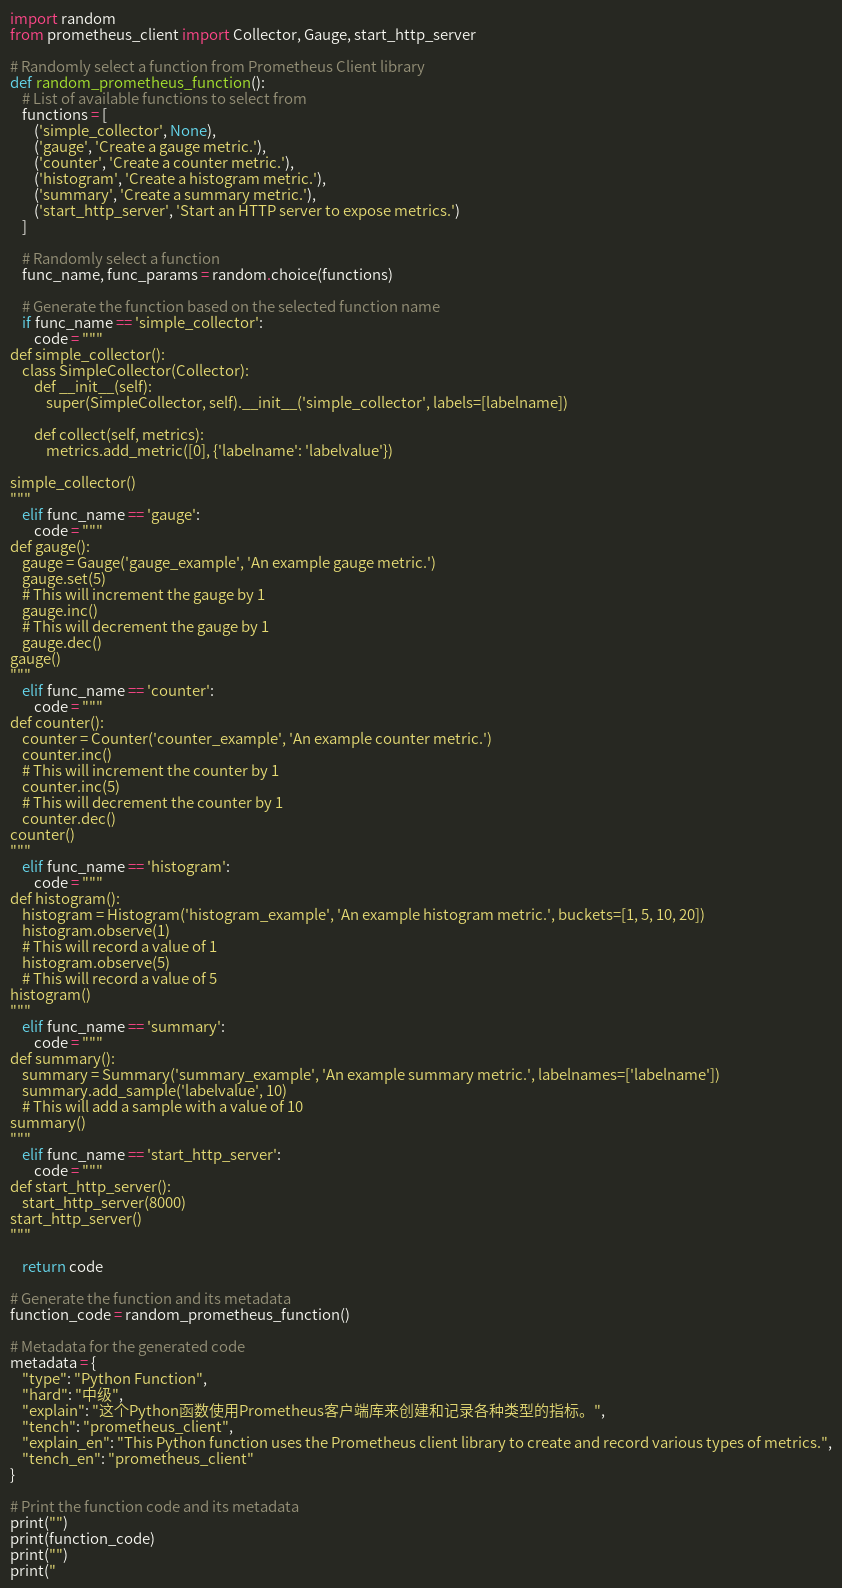 import random
from prometheus_client import Collector, Gauge, start_http_server

# Randomly select a function from Prometheus Client library
def random_prometheus_function():
    # List of available functions to select from
    functions = [
        ('simple_collector', None),
        ('gauge', 'Create a gauge metric.'),
        ('counter', 'Create a counter metric.'),
        ('histogram', 'Create a histogram metric.'),
        ('summary', 'Create a summary metric.'),
        ('start_http_server', 'Start an HTTP server to expose metrics.')
    ]

    # Randomly select a function
    func_name, func_params = random.choice(functions)

    # Generate the function based on the selected function name
    if func_name == 'simple_collector':
        code = """
def simple_collector():
    class SimpleCollector(Collector):
        def __init__(self):
            super(SimpleCollector, self).__init__('simple_collector', labels=[labelname])

        def collect(self, metrics):
            metrics.add_metric([0], {'labelname': 'labelvalue'})

simple_collector()
"""
    elif func_name == 'gauge':
        code = """
def gauge():
    gauge = Gauge('gauge_example', 'An example gauge metric.')
    gauge.set(5)
    # This will increment the gauge by 1
    gauge.inc()
    # This will decrement the gauge by 1
    gauge.dec()
gauge()
"""
    elif func_name == 'counter':
        code = """
def counter():
    counter = Counter('counter_example', 'An example counter metric.')
    counter.inc()
    # This will increment the counter by 1
    counter.inc(5)
    # This will decrement the counter by 1
    counter.dec()
counter()
"""
    elif func_name == 'histogram':
        code = """
def histogram():
    histogram = Histogram('histogram_example', 'An example histogram metric.', buckets=[1, 5, 10, 20])
    histogram.observe(1)
    # This will record a value of 1
    histogram.observe(5)
    # This will record a value of 5
histogram()
"""
    elif func_name == 'summary':
        code = """
def summary():
    summary = Summary('summary_example', 'An example summary metric.', labelnames=['labelname'])
    summary.add_sample('labelvalue', 10)
    # This will add a sample with a value of 10
summary()
"""
    elif func_name == 'start_http_server':
        code = """
def start_http_server():
    start_http_server(8000)
start_http_server()
"""

    return code

# Generate the function and its metadata
function_code = random_prometheus_function()

# Metadata for the generated code
metadata = {
    "type": "Python Function",
    "hard": "中级",
    "explain": "这个Python函数使用Prometheus客户端库来创建和记录各种类型的指标。",
    "tench": "prometheus_client",
    "explain_en": "This Python function uses the Prometheus client library to create and record various types of metrics.",
    "tench_en": "prometheus_client"
}

# Print the function code and its metadata
print("")
print(function_code)
print("")
print("